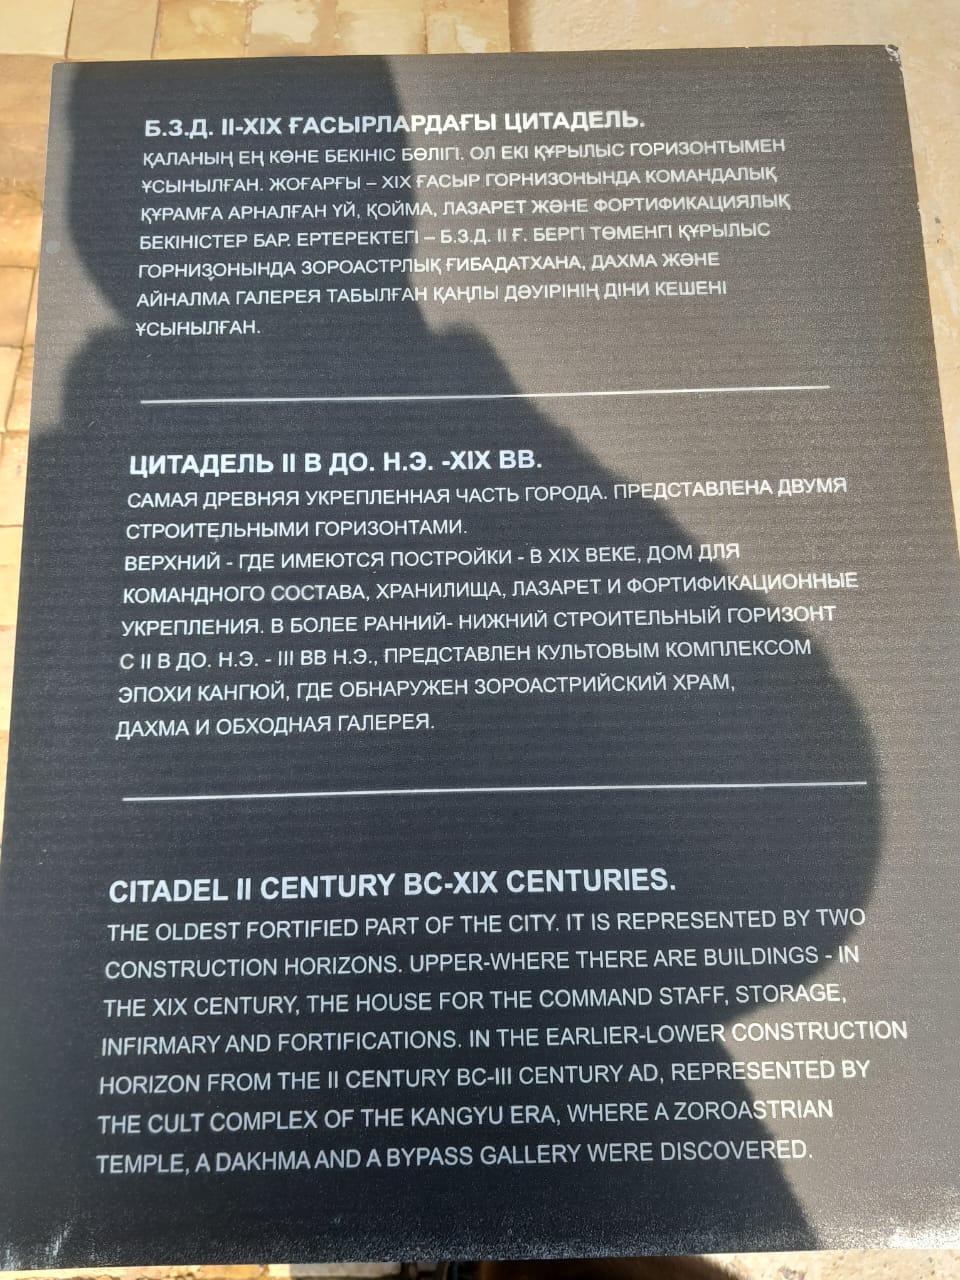 Б.З.Д. II-XIX ҒАСЫРЛАРДАҒЫ ЦИТАДЕЛЬ.
ҚАЛАНЫҢ ЕҢ КӨНЕ БЕКІНІС БӨЛІГІ. ОЛ ЕКІ ҚҰРЫЛЫС ГОРИЗОНТЫМЕН
ҰСЫНЫЛҒАН. ЖОҒАРҒЫ – XIX ҒАСЫР ГОРНИЗОНЫНДА КОМАНДАЛЫҚ
ҚҰРАМҒА АРНАЛҒАН ҮЙ, ҚОЙМА, ЛАЗАРЕТ ЖӘНЕ ФОРТИФИКАЦИЯЛЫҚ
БЕКІНІСТЕР БАР. ЕРТЕРЕКТЕГІ – Б.З.Д. II Ғ. БЕРГІ ТӨМЕНГІ ҚҰРЫЛЫС
ГОРНИЗОНЫНДА ЗОРОАСТРЛЫҚ ҒИБАДАТХАНА, ДАХМА ЖӘНЕ
АЙНАЛМА ГАЛЕРЕЯ ТАБЫЛҒАН ҚАҢЛЫ ДӘУІРІНІҢ ДІНИ КЕШЕНІ
ҰСЫНЫЛҒАН.
ЦИТАДЕЛЬ II В ДО. Н.Э. -XIX ВВ.
САМАЯ ДРЕВНЯЯ УКРЕПЛЕННАЯ ЧАСТЬ ГОРОДА. ПРЕДСТАВЛЕНА ДВУМЯ
СТРОИТЕЛЬНЫМИ ГОРИЗОНТАМИ.
ВЕРХНИЙ - ГДЕ ИМЕЮТСЯ ПОСТРОЙКИ - В XIX ВЕКЕ, ДОМ ДЛЯ
КОМАНДНОГО СОСТАВА, ХРАНИЛИЩА, ЛАЗАРЕТ И ФОРТИФИКАЦИОННЫЕ
УКРЕПЛЕНИЯ. В БОЛЕЕ РАННИЙ- НИЖНИЙ СТРОИТЕЛЬНЫЙ ГОРИЗОНТ
С II В ДО. Н.Э. - III ВВ Н.Э., ПРЕДСТАВЛЕН КУЛЬТОВЫМ КОМПЛЕКСОМ
ЭПОХИ КАНГЮЙ, ГДЕ ОБНАРУЖЕН ЗОРОАСТРИЙСКИЙ ХРАМ,
ДАХМА И ОБХОДНАЯ ГАЛЕРЕЯ.
CITADEL II CENTURY BC-XIX CENTURIES.
THE OLDEST FORTIFIED PART OF THE CITY. IT IS REPRESENTED BY TWO
CONSTRUCTION HORIZONS. UPPER-WHERE THERE ARE BUILDINGS - IN
THE XIX CENTURY, THE HOUSE FOR THE COMMAND STAFF, STORAGE,
INFIRMARY AND FORTIFICATIONS. IN THE EARLIER-LOWER CONSTRUCTION
HORIZON FROM THE II CENTURY BC-III CENTURY AD, REPRESENTED BY
THE CULT COMPLEX OF THE KANGYU ERA, WHERE A ZOROASTRIAN
TEMPLE, A DAKHMA AND A BYPASS GALLERY WERE DISCOVERED.